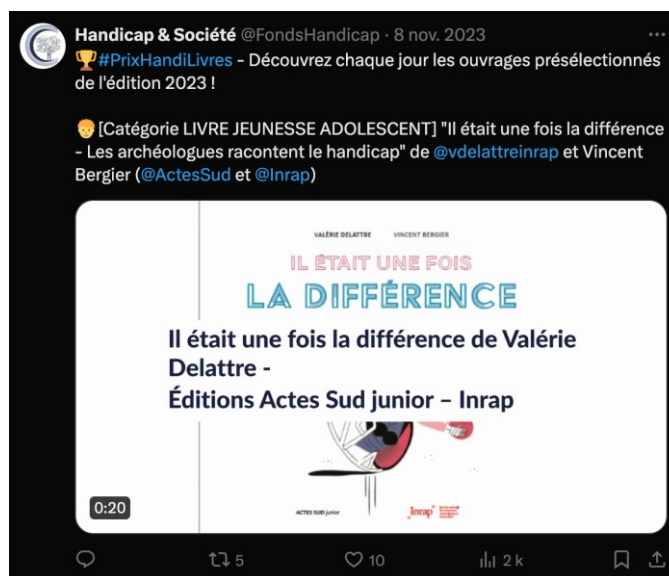 Handicap & Société @FondsHandicap · 8 nov. 2023
🏆#PrixHandiLivres - Découvrez chaque jour les ouvrages présélectionnés
de l'édition 2023 !
🧑‍🦰[Catégorie LIVRE JEUNESSE ADOLESCENT] "Il était une fois la différence
- Les archéologues racontent le handicap" de @vdelattreinrap et Vincent
Bergier (@ActesSud et @Inrap)
VALÉRIE DELATTRE VINCENT BERGIER
IL ÉTAIT UNE FOIS
LA DIFFÉRENCE
Il était une fois la différence de Valérie
Delattre -
Éditions Actes Sud junior – Inrap
0:20
ACTES SUD junior Inrap
5 10 2 k